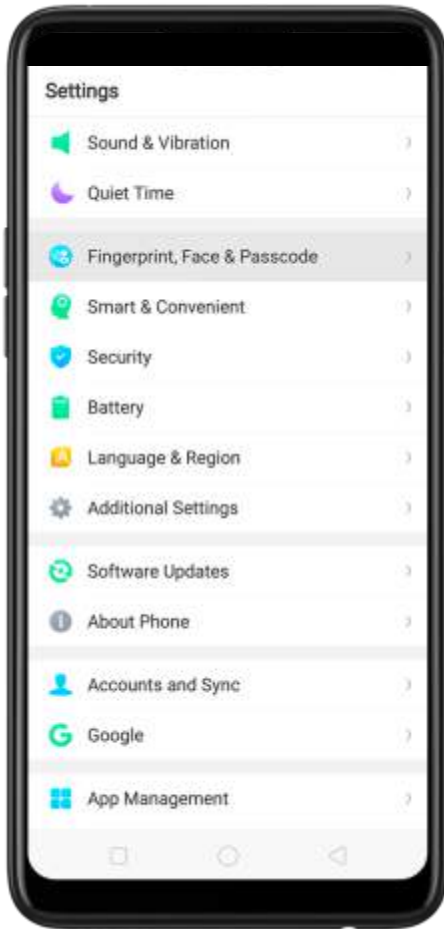 Settings
Sound & Vibration
Quiet Time
Fingerprint, Face & Passcode
Smart & Convenient
Security
Battery
Language & Region
Additional Settings
Software Updates
About Phone
Accounts and Sync
Google
App Management